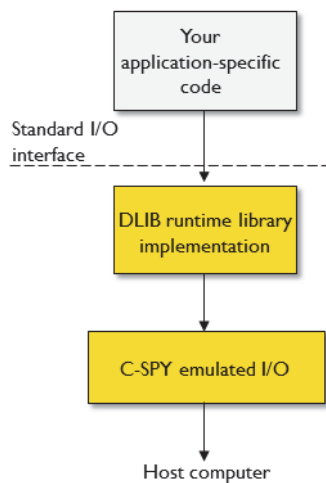 Your
application-specific
code
Standard I/O
interface
DLIB runtime library
implementation
C-SPY emulated I/O
Host computer